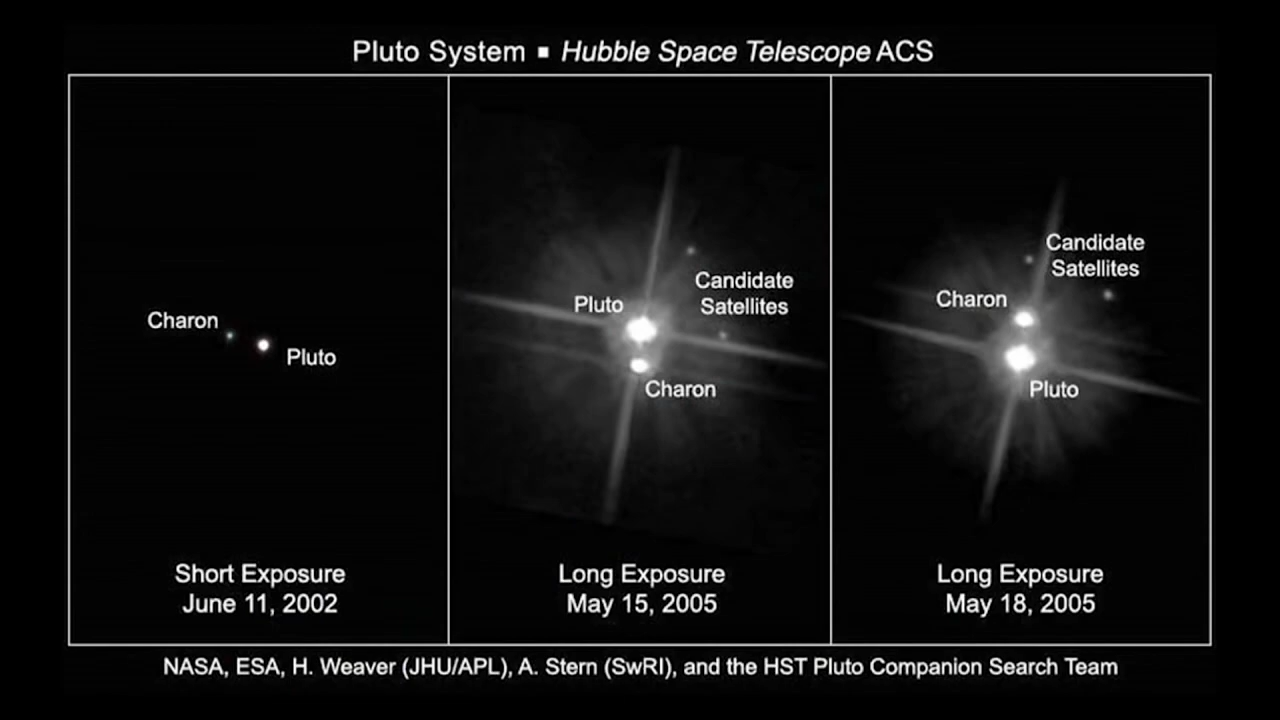 Pluto System ▪ Hubble Space Telescope ACS
Charon
Pluto
Short Exposure
June 11, 2002
Pluto
Candidate
Satellites
Charon
Long Exposure
May 15, 2005
Candidate
Satellites
Charon
Pluto
Long Exposure
May 18, 2005
NASA, ESA, H. Weaver (JHU/APL), A. Stern (SwRI), and the HST Pluto Companion Search Team